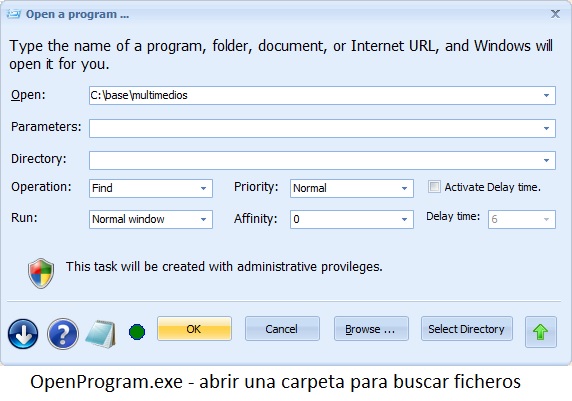 Open a program ...
Type the name of a program, folder, document, or Internet URL, and Windows will
open it for you.
Open: C:\base\multimedios
Parameters:
Directory:
Operation: Find Priority: Normal Activate Delay time.
Run: Normal window Affinity: 0 Delay time: 6
This task will be created with administrative provileges.
OK Cancel Browse ... Select Directory
OpenProgram.exe - abrir una carpeta para buscar ficheros